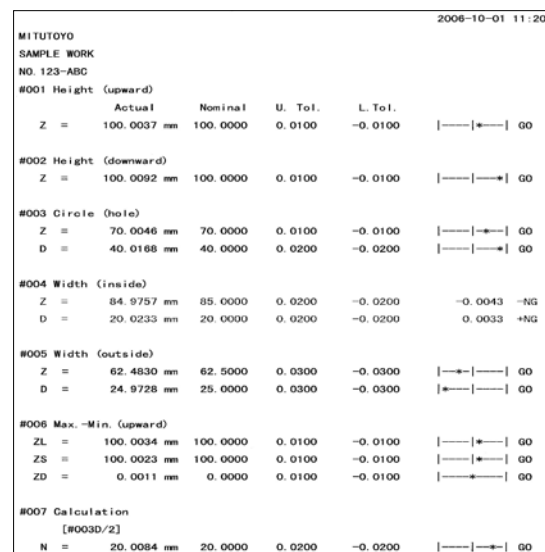 2006-10-01 11:20
MITUTOYO
SAMPLE WORK
NO. 123-ABC
#001 Height (upward)
Actual Nominal U. Tol. L. Tol.
Z = 100.0037 mm 100.0000 0.0100 -0.0100 |----|*---| GO
#002 Height (downward)
Z = 100.0092 mm 100.0000 0.0100 -0.0100 |----|---*| GO
#003 Circle (hole)
Z = 70.0046 mm 70.0000 0.0100 -0.0100 |----|-*--| GO
D = 40.0168 mm 40.0000 0.0200 -0.0200 |----|---*| GO
#004 Width (inside)
Z = 84.9757 mm 85.0000 0.0200 -0.0200 -0.0043 -NG
D = 20.0233 mm 20.0000 0.0200 -0.0200 0.0033 +NG
#005 Width (outside)
Z = 62.4830 mm 62.5000 0.0300 -0.0300 |--*-|----| GO
D = 24.9728 mm 25.0000 0.0300 -0.0300 |*---|----| GO
#006 Max.-Min. (upward)
ZL = 100.0034 mm 100.0000 0.0100 -0.0100 |----|*---| GO
ZS = 100.0023 mm 100.0000 0.0100 -0.0100 |----|*---| GO
ZD = 0.0011 mm 0.0000 0.0100 -0.0100 |----*----| GO
#007 Calculation
[#003D/2]
N = 20.0084 mm 20.0000 0.0200 -0.0200 |----|--*-| GO